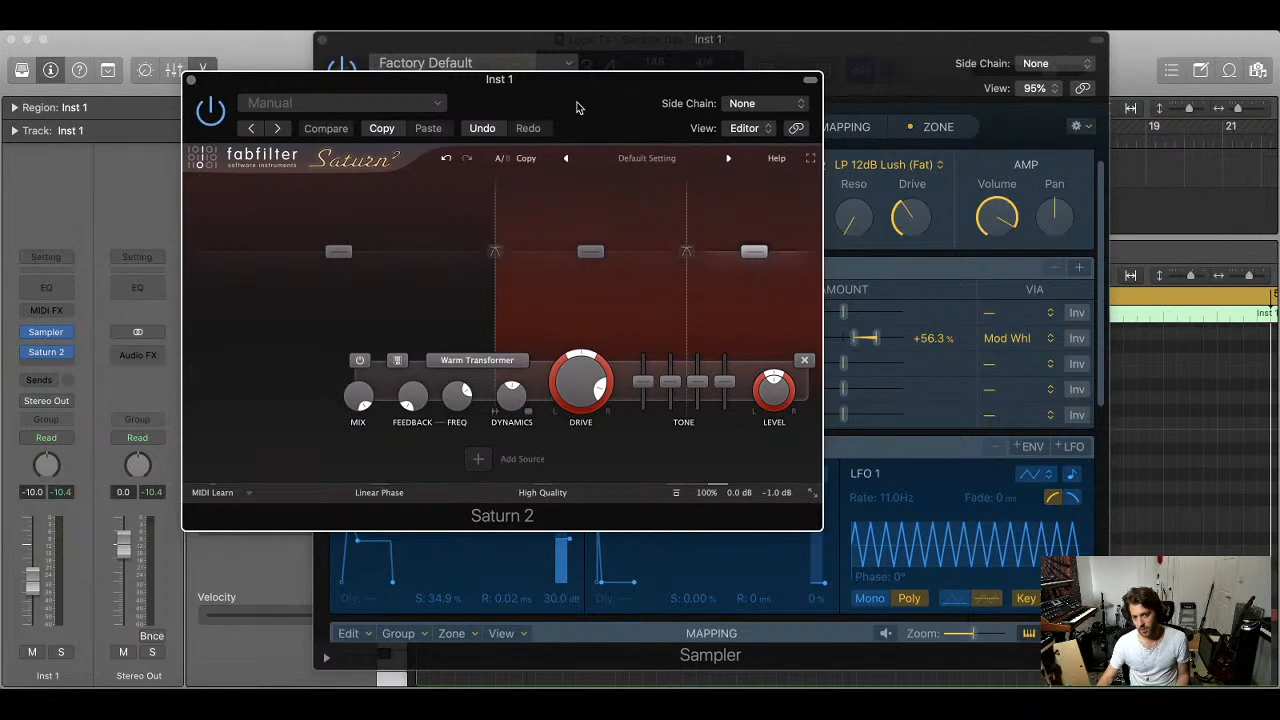 Inst 1
Factory Default
Side Chain: None
View: 95%
Region: Inst 1
Track: Inst 1
Inst 1
Manual
Side Chain: None
Compare
Copy
Paste
Undo
Redo
View: Editor
fabfilter
software instruments
Saturn 2
A/B Copy
Default Setting
Help
MAPPING
ZONE
19
21
LP 12dB Lush (Fat)
AMP
Reso
Drive
Volume
Pan
AMOUNT
VIA
— Inv
+56.3 % Mod Whl Inv
— Inv
— Inv
— Inv
Inst 1
Setting
Setting
EQ
EQ
MIDI FX
Sampler
Saturn 2
Audio FX
Sends
Stereo Out
Group
Group
Read
Read
-10.0 -10.4
0.0 -10.4
Warm Transformer
MIX
FEEDBACK
FREQ
DYNAMICS
L DRIVE R
TONE
L LEVEL R
+ Add Source
MIDI Learn
Linear Phase
High Quality
100%
0.0 dB
-1.0 dB
Saturn 2
+ENV
+LFO
LFO 1
Rate: 11.0Hz
Fade: 0 ms
Phase: 0°
Mono
Poly
Key
Dly: —
S: 34.9 %
R: 0.02 ms
30.0 dB
Dly: —
S: 0.00 %
R: 0 ms
0 %
Velocity
Bnce
M S
M S
Inst 1
Stereo Out
Edit
Group
Zone
View
MAPPING
Zoom:
Sampler